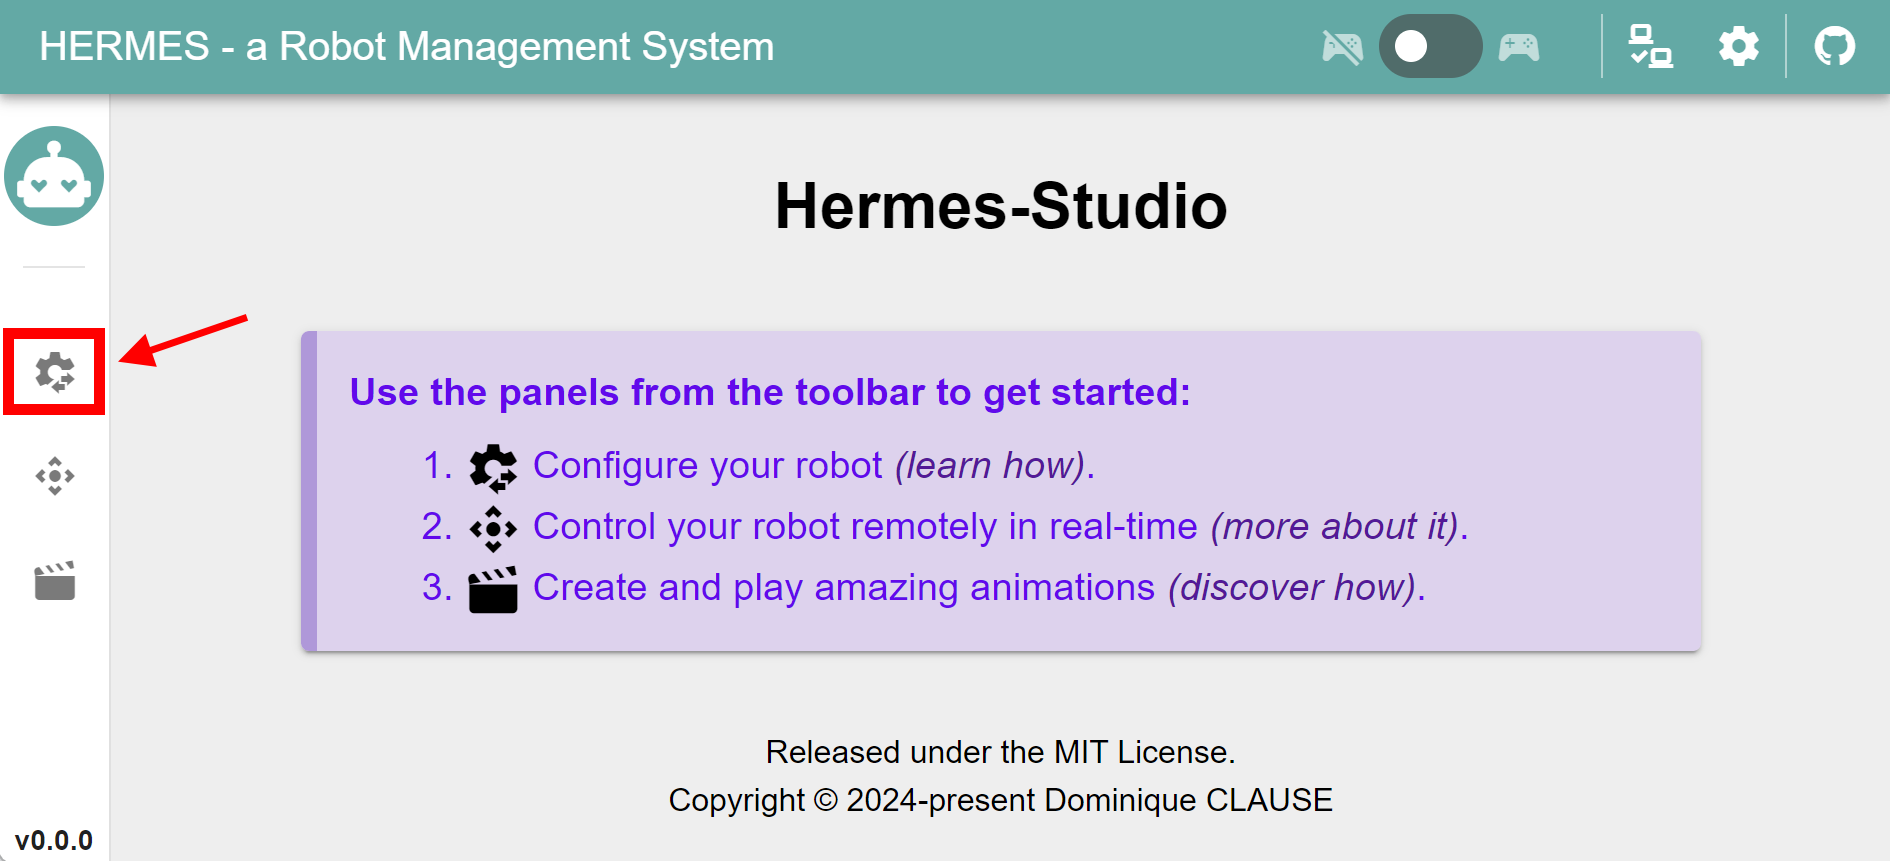 HERMES - a Robot Management System
Hermes-Studio
Use the panels from the toolbar to get started:
1. Configure your robot (learn how).
2. Control your robot remotely in real-time (more about it).
3. Create and play amazing animations (discover how).
Released under the MIT License.
Copyright © 2024-present Dominique CLAUSE
v0.0.0